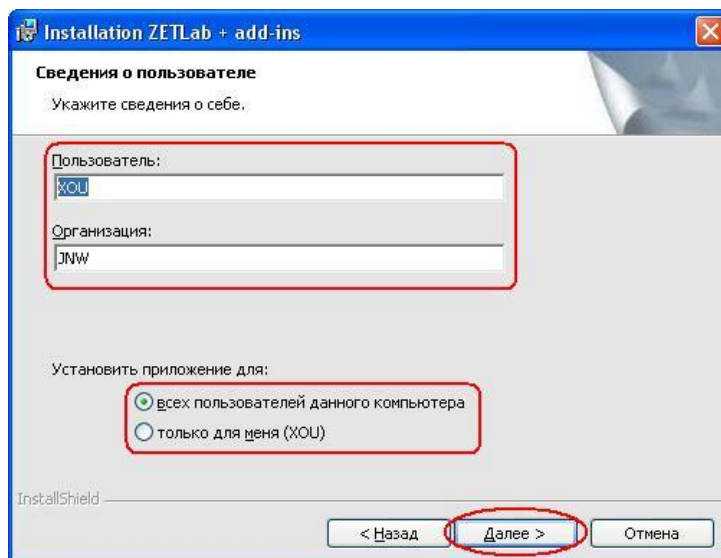 Installation ZETLab + add-ins
Сведения о пользователе
Укажите сведения о себе.
Пользователь:
XOU
Организация:
JNW
Установить приложение для:
всех пользователей данного компьютера
только для меня (XOU)
InstallShield
< Назад Далее > Отмена